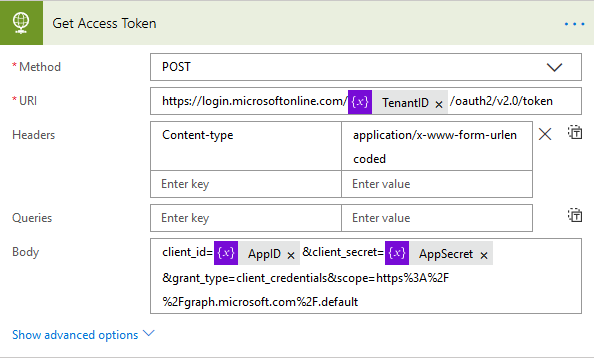 Get Access Token
* Method
POST
* URI
https://login.microsoftonline.com/ {x} TenantID × /oauth2/v2.0/token
Headers
Content-type
application/x-www-form-urlen
coded
Enter key
Enter value
Queries
Enter key
Enter value
Body
client_id= {x} AppID × &client_secret= {x} AppSecret ×
&grant_type=client_credentials&scope=https%3A%2F
%2Fgraph.microsoft.com%2F.default
Show advanced options